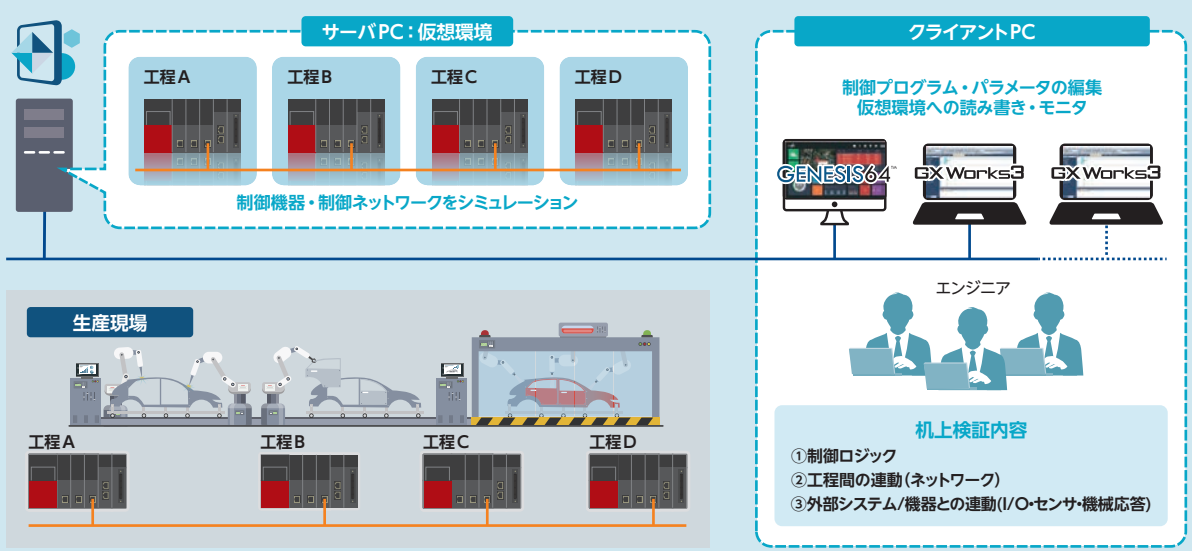 サーバPC：仮想環境
工程A
工程B
工程C
工程D
制御機器・制御ネットワークをシミュレーション
クライアントPC
制御プログラム・パラメータの編集
仮想環境への読み書き・モニタ
GENESIS64™
GX Works3
GX Works3
エンジニア
生産現場
工程A
工程B
工程C
工程D
机上検証内容
①制御ロジック
②工程間の連動（ネットワーク）
③外部システム/機器との連動(I/O・センサ・機械応答)